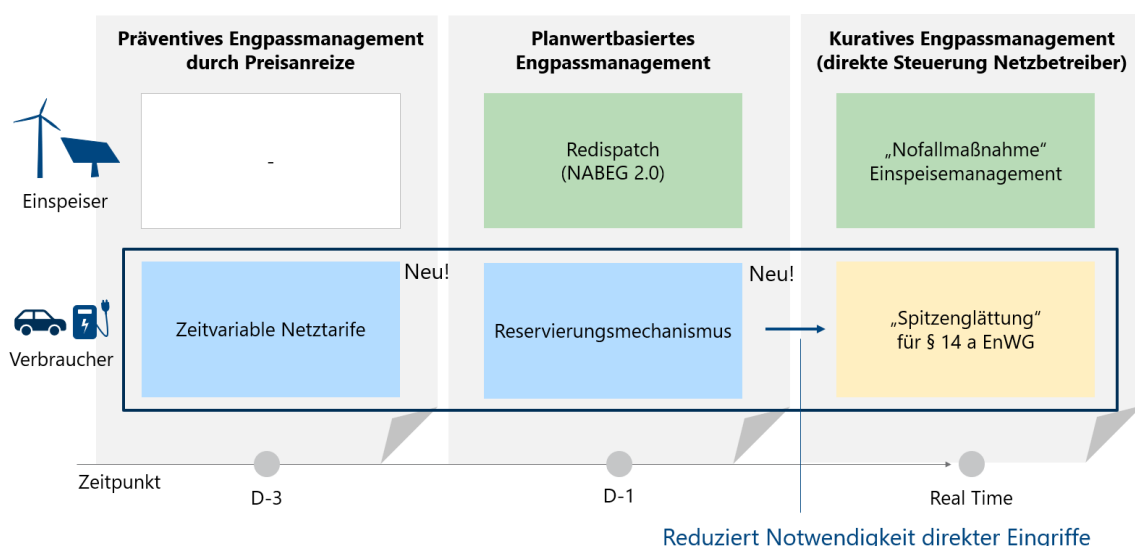 Präventives Engpassmanagement
durch Preisanreize
Planwertbasiertes
Engpassmanagement
Kuratives Engpassmanagement
(direkte Steuerung Netzbetreiber)
Einspeiser
-
Redispatch
(NABEG 2.0)
„Nofallmaßnahme“
Einspeisemanagement
Verbraucher
Zeitvariable Netztarife
Neu!
Reservierungsmechanismus
Neu!
„Spitzenglättung“
für § 14 a EnWG
Zeitpunkt
D-3
D-1
Real Time
Reduziert Notwendigkeit direkter Eingriffe